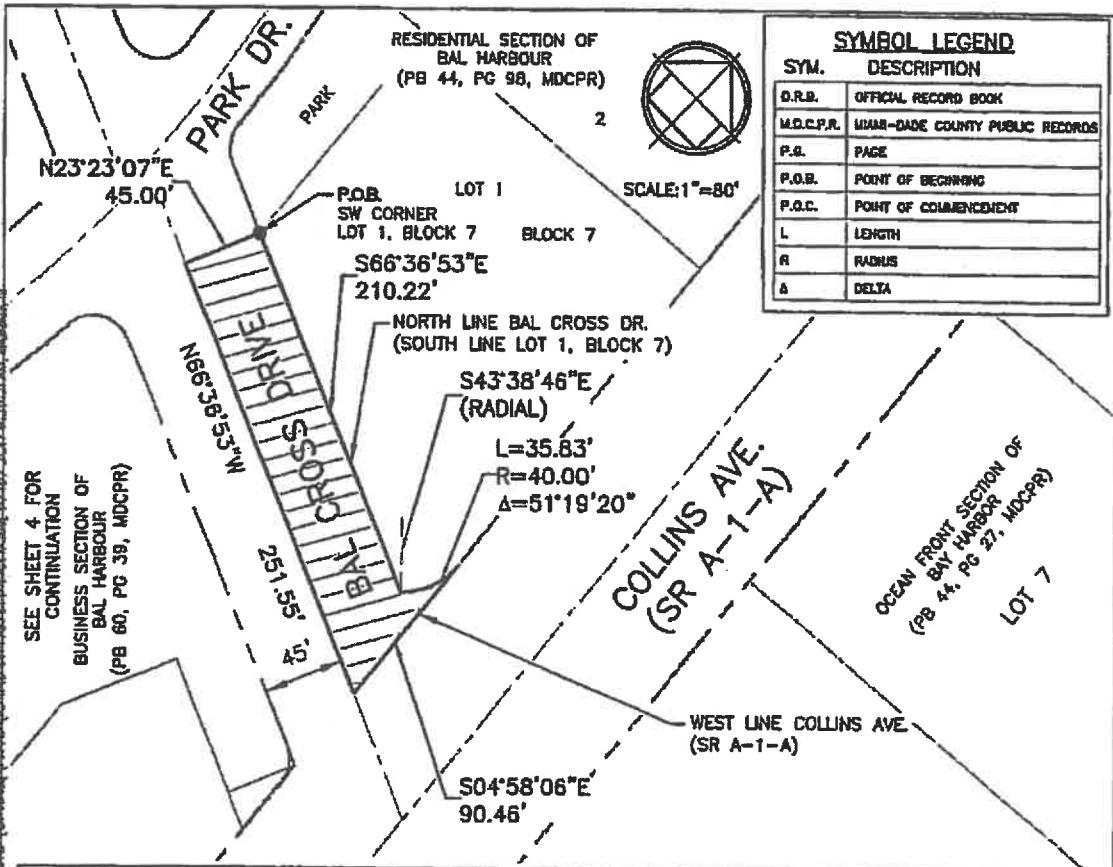 PARK DR.
PARK
RESIDENTIAL SECTION OF
BAL HARBOUR
(PB 44, PG 98, MDCPR)
2
SCALE:1"=80'
SYMBOL LEGEND
SYM. DESCRIPTION
O.R.B. OFFICIAL RECORD BOOK
M.D.C.P.R. MIAMI-DADE COUNTY PUBLIC RECORDS
P.G. PAGE
P.O.B. POINT OF BEGINNING
P.O.C. POINT OF COMMENCEMENT
L LENGTH
R RADIUS
Δ DELTA
N23°23'07"E
45.00'
P.O.B.
SW CORNER
LOT 1, BLOCK 7
LOT 1
BLOCK 7
S66°36'53"E
210.22'
NORTH LINE BAL CROSS DR.
(SOUTH LINE LOT 1, BLOCK 7)
S43°38'46"E
(RADIAL)
L=35.83'
R=40.00'
Δ=51°19'20"
BAL CROSS DRIVE
N66°36'53"W
251.55'
45'
SEE SHEET 4 FOR
CONTINUATION
BUSINESS SECTION OF
BAL HARBOUR
(PB 60, PG 39, MDCPR)
COLLINS AVE.
(SR A-1-A)
OCEAN FRONT SECTION OF
BAY HARBOR
(PB 44, PG 27, MDCPR)
LOT 7
WEST LINE COLLINS AVE.
(SR A-1-A)
S04°58'06"E
90.46'